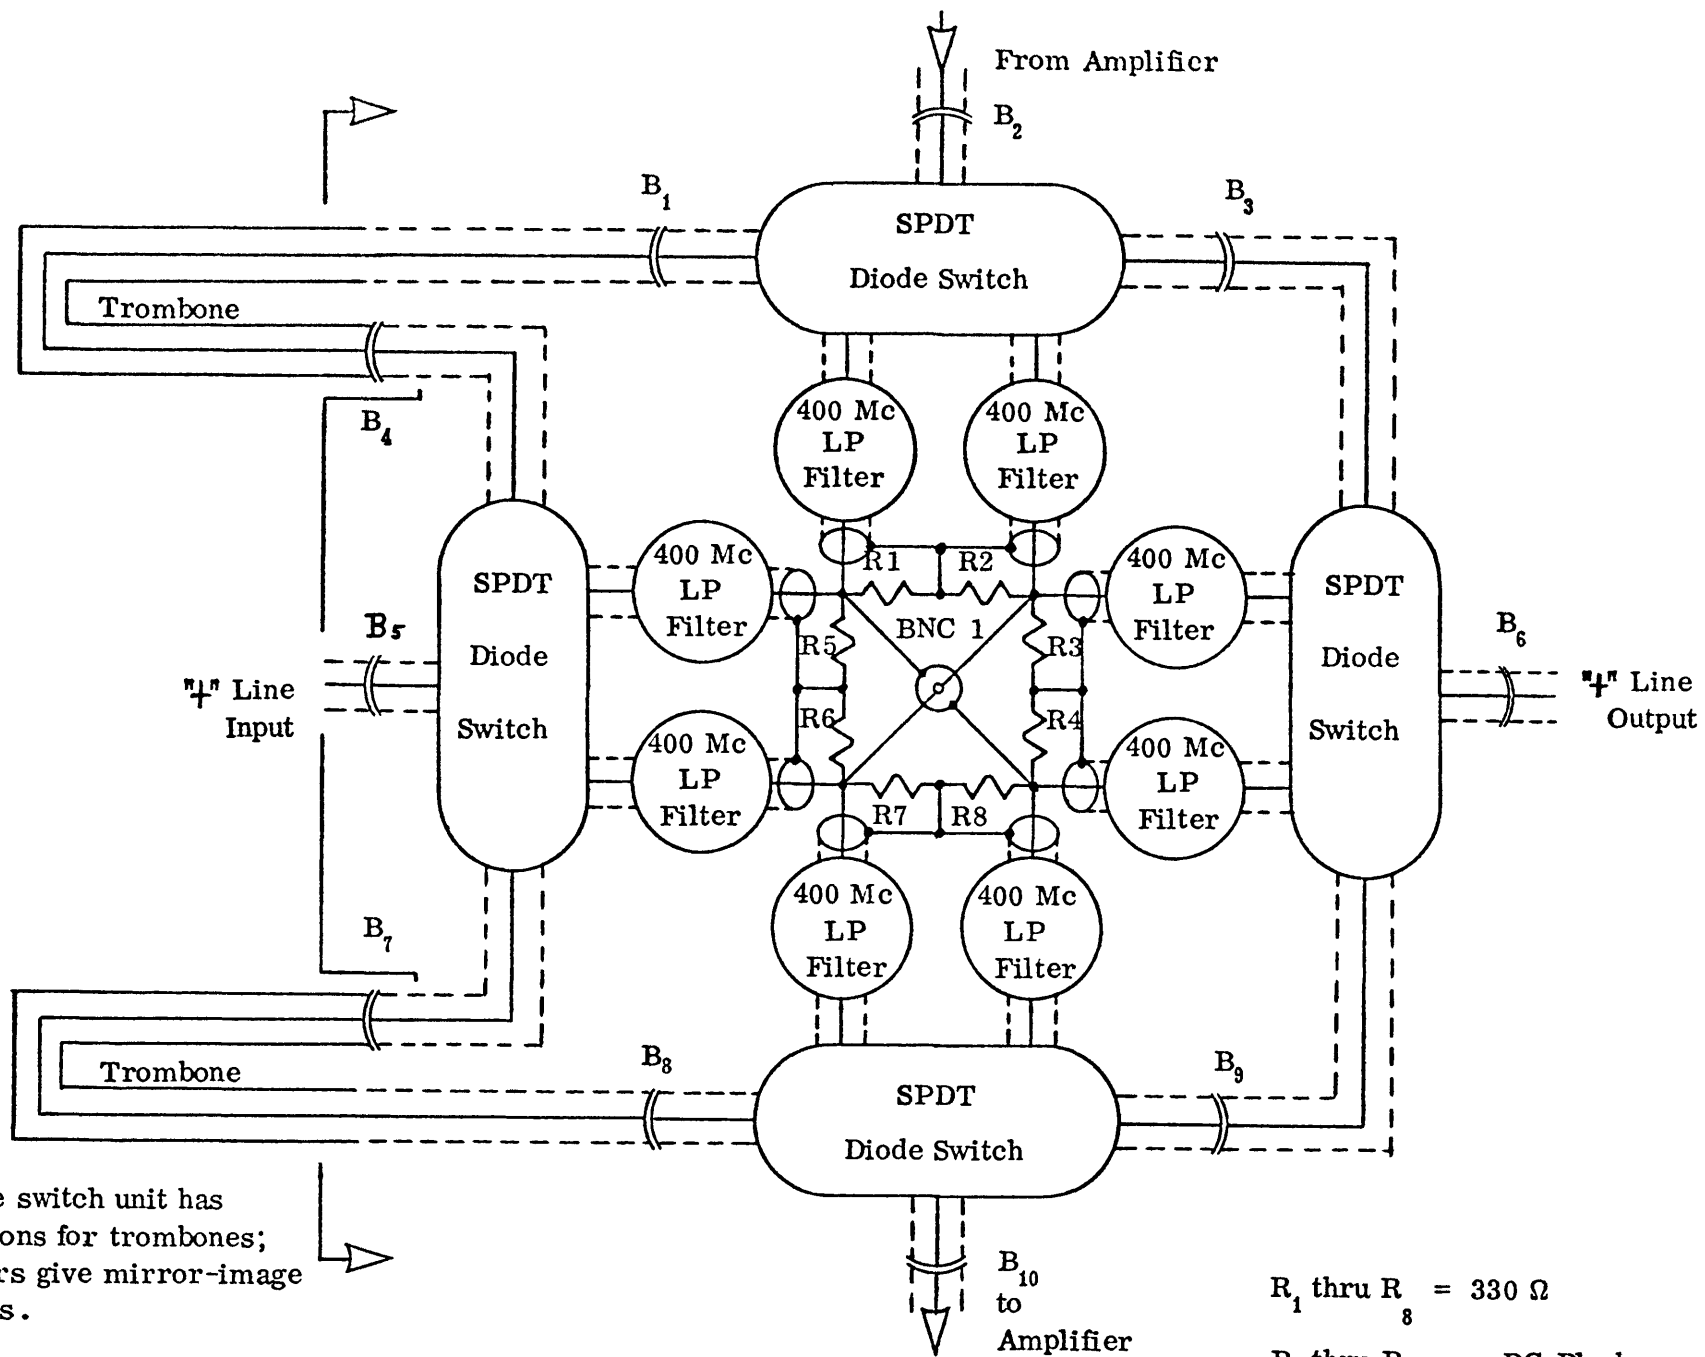 From Amplifier
B2
B1
B3
SPDT
Diode Switch
Trombone
B4
400 Mc
LP
Filter
400 Mc
LP
Filter
R1
R2
400 Mc
LP
Filter
400 Mc
LP
Filter
SPDT
Diode
Switch
SPDT
Diode
Switch
BNC 1
R5
R3
R6
R4
B5
"+" Line
Input
B6
"+" Line
Output
400 Mc
LP
Filter
400 Mc
LP
Filter
R7
R8
B7
400 Mc
LP
Filter
400 Mc
LP
Filter
Trombone
B8
B9
SPDT
Diode Switch
switch unit has
ons for trombones;
rs give mirror-image
s.
B10
to
Amplifier
R1 thru R8 = 330 Ω